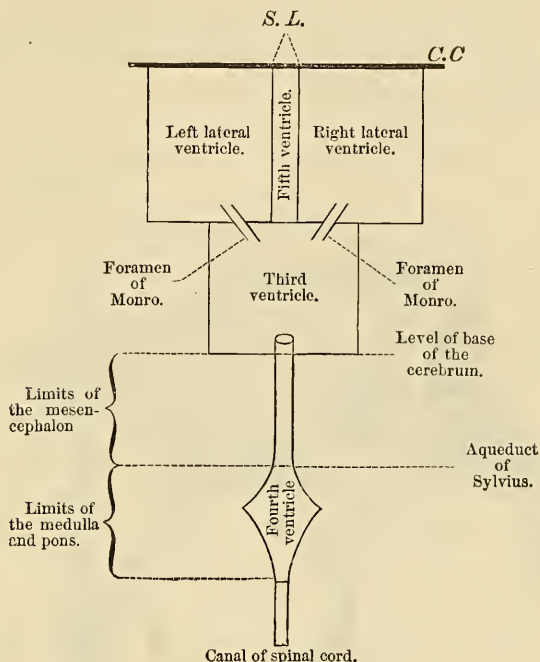 S. L.
C.C
Left lateral
ventricle.
Fifth ventricle.
Right lateral
ventricle.
Foramen
of
Monro.
Third
ventricle.
Foramen
of
Monro.
Level of base
of the
cerebrum.
Limits of
the mesen-
cephalon
Aqueduct
of
Sylvius.
Limits of
the medulla
and pons.
Fourth
ventricle
Canal of spinal cord.